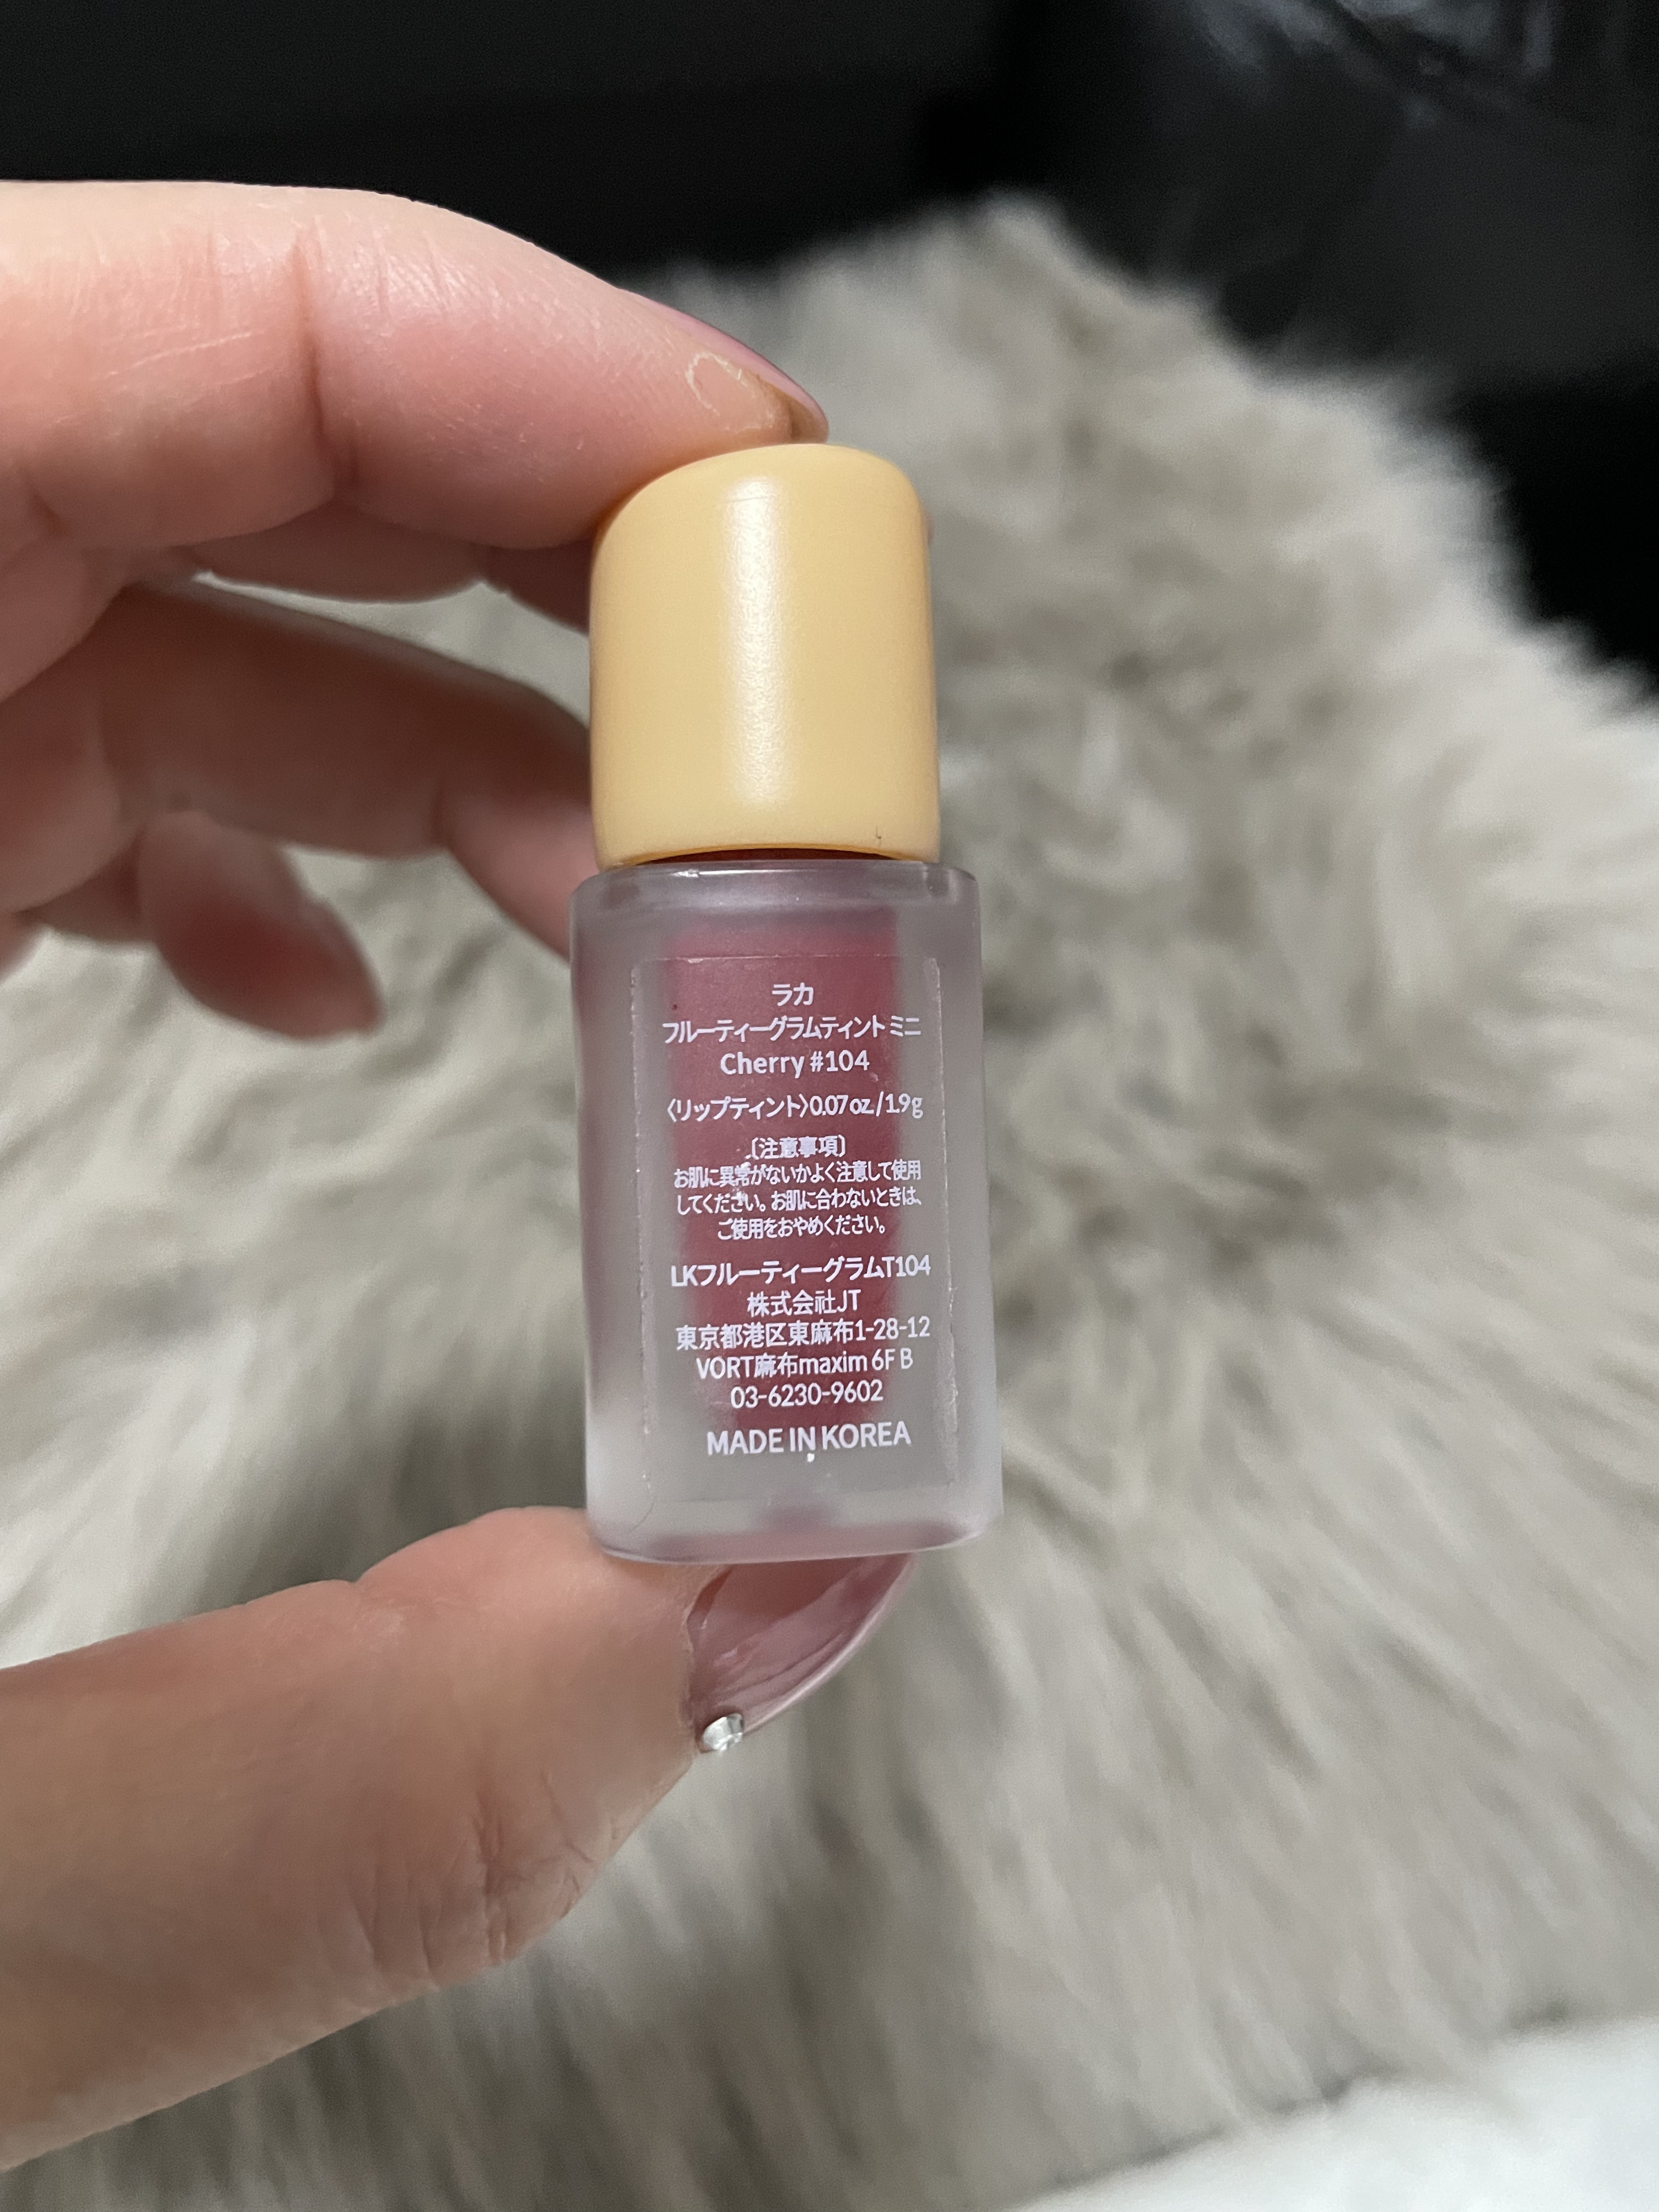 ラカ
フルーティーグラムティント ミニ
Cherry #104
〈リップティント〉0.07 oz./1.9g
〔注意事項〕
お肌に異常がないかよく注意して使用
してください。お肌に合わないときは、
ご使用をおやめください。
LKフルーティーグラムT104
株式会社JT
東京都港区東麻布1-28-12
VORT麻布maxim 6F B
03-6230-9602
MADE IN KOREA